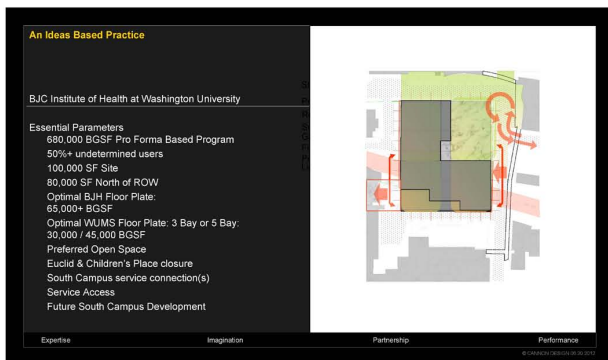 An Ideas Based Practice
BJC Institute of Health at Washington University
Essential Parameters
680,000 BGSF Pro Forma Based Program
50%+ undetermined users
100,000 SF Site
80,000 SF North of ROW
Optimal BJH Floor Plate:
65,000+ BGSF
Optimal WUMS Floor Plate: 3 Bay or 5 Bay:
30,000 / 45,000 BGSF
Preferred Open Space
Euclid & Children's Place closure
South Campus service connection(s)
Service Access
Future South Campus Development
Expertise Imagination Partnership Performance